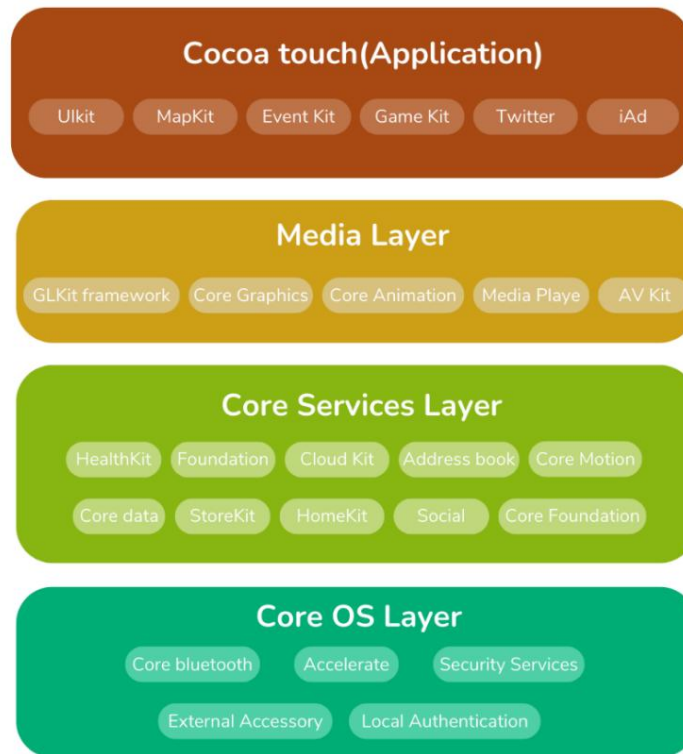 Cocoa touch(Application)
UIkit MapKit Event Kit Game Kit Twitter iAd
Media Layer
GLKit framework Core Graphics Core Animation Media Playe AV Kit
Core Services Layer
HealthKit Foundation Cloud Kit Address book Core Motion
Core data StoreKit HomeKit Social Core Foundation
Core OS Layer
Core bluetooth Accelerate Security Services
External Accessory Local Authentication